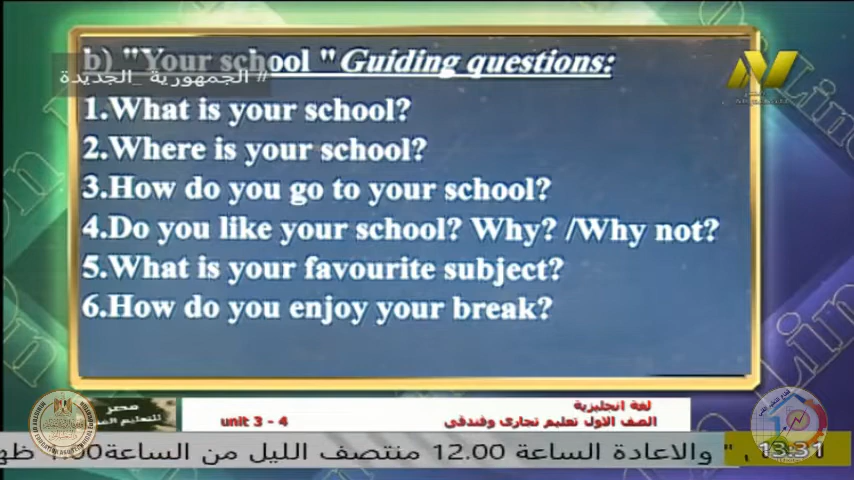 b) "Your school " Guiding questions:
# الجمهورية_الجديدة
1.What is your school?
2.Where is your school?
3.How do you go to your school?
4.Do you like your school? Why? /Why not?
5.What is your favourite subject?
6.How do you enjoy your break?
مصر
لغة انجليزية
الصف الاول تعليم تجارى وفندقى
unit 3 - 4
" والاعادة الساعة 12.00 منتصف الليل من الساعة
13:31